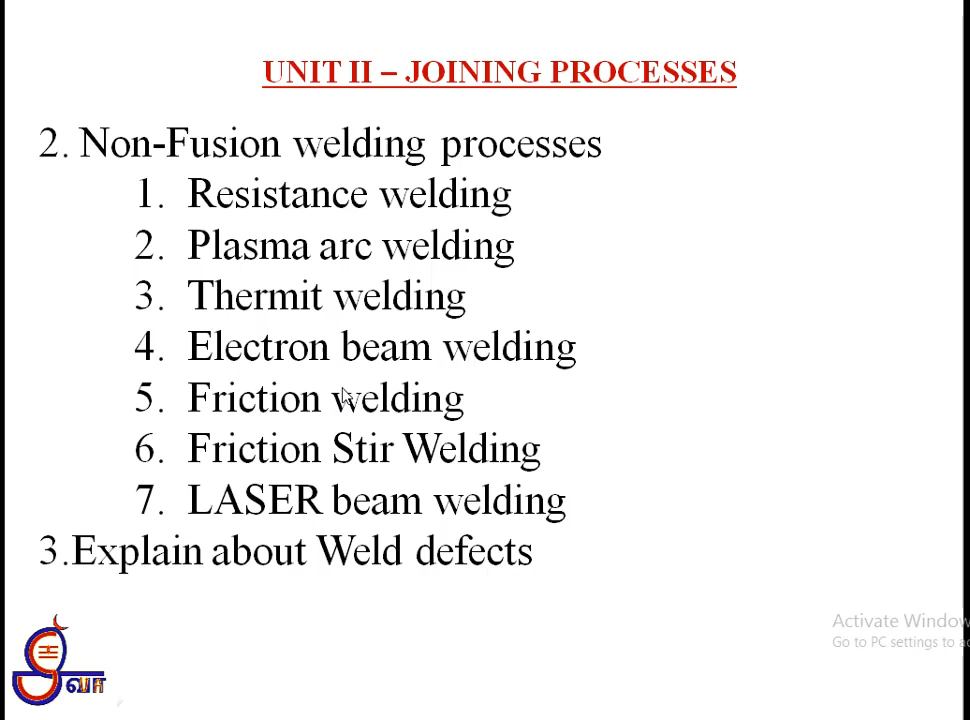 UNIT II – JOINING PROCESSES
2. Non-Fusion welding processes
1. Resistance welding
2. Plasma arc welding
3. Thermit welding
4. Electron beam welding
5. Friction welding
6. Friction Stir Welding
7. LASER beam welding
3.Explain about Weld defects
Activate Window
Go to PC settings to a